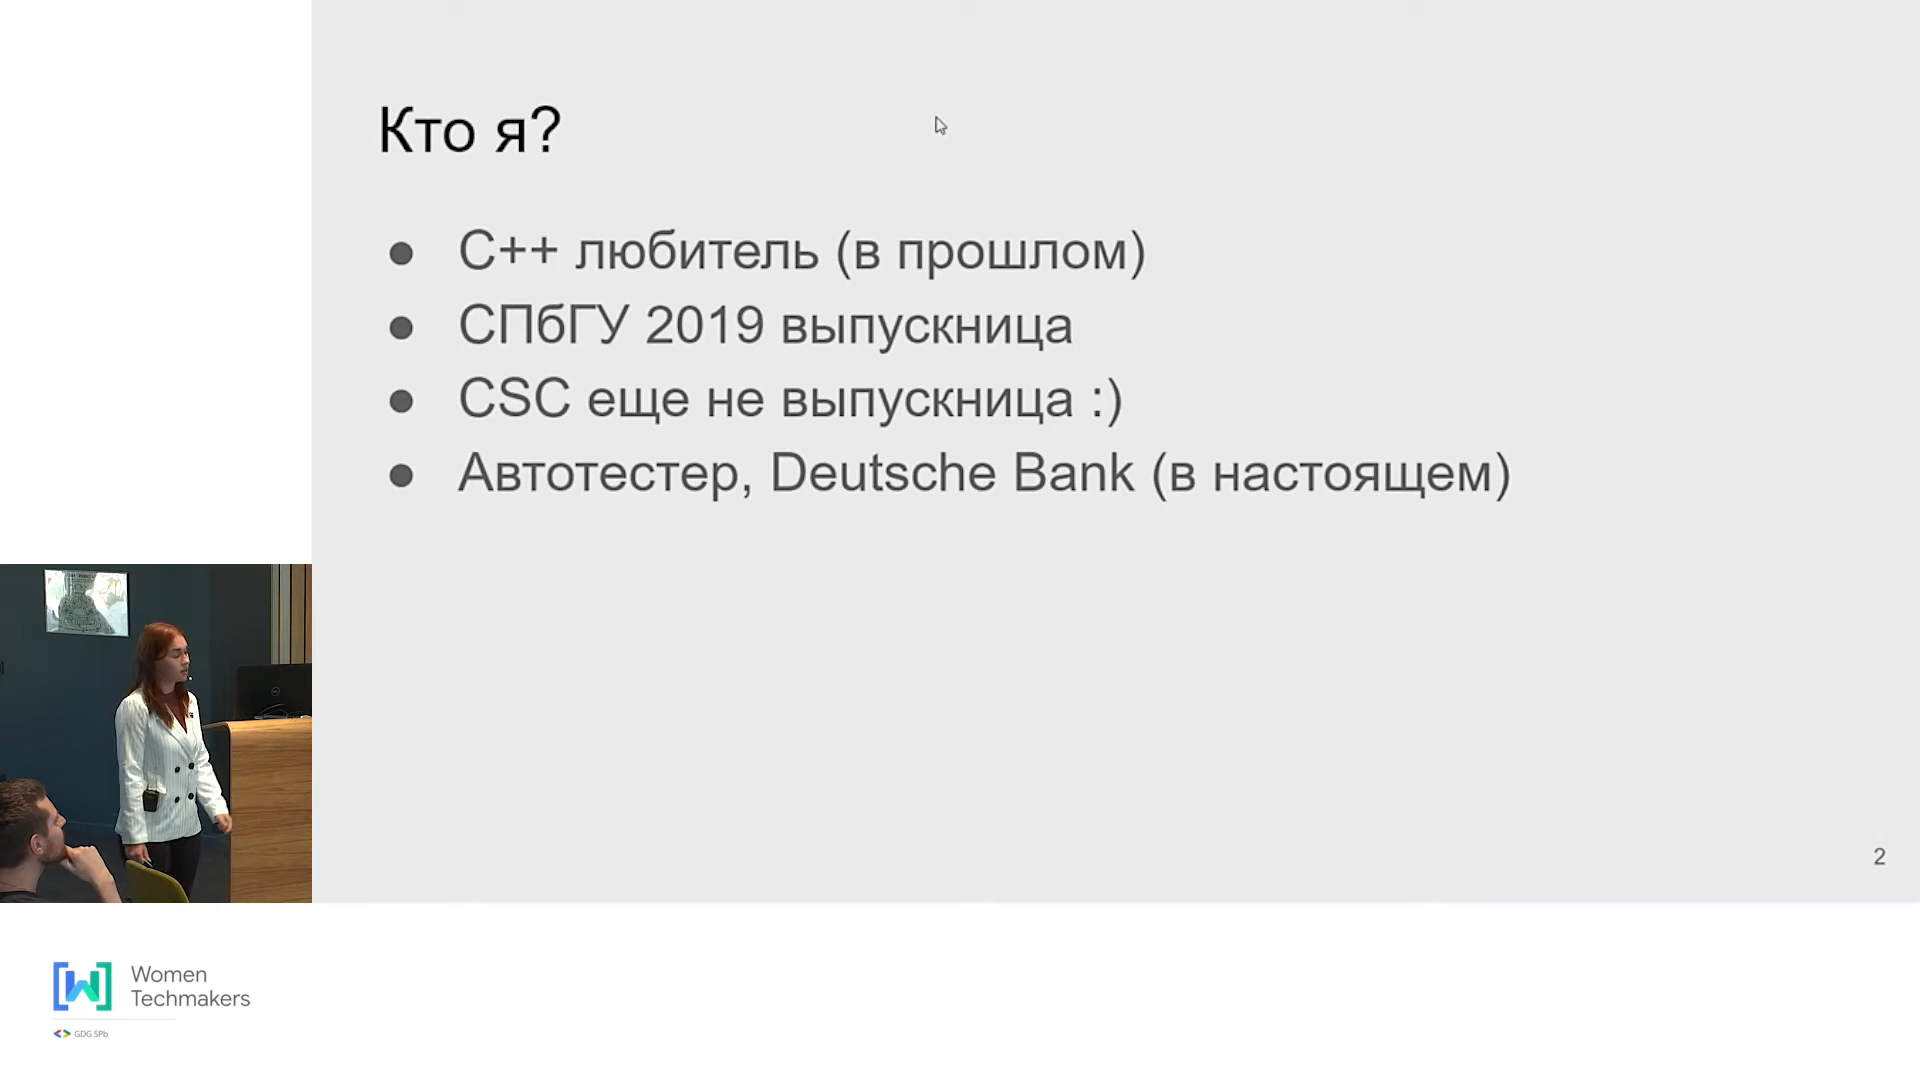 Кто я?
C++ любитель (в прошлом)
СПбГУ 2019 выпускница
CSC еще не выпускница :)
Автотестер, Deutsche Bank (в настоящем)
2
Women
Techmakers
GDG SPb